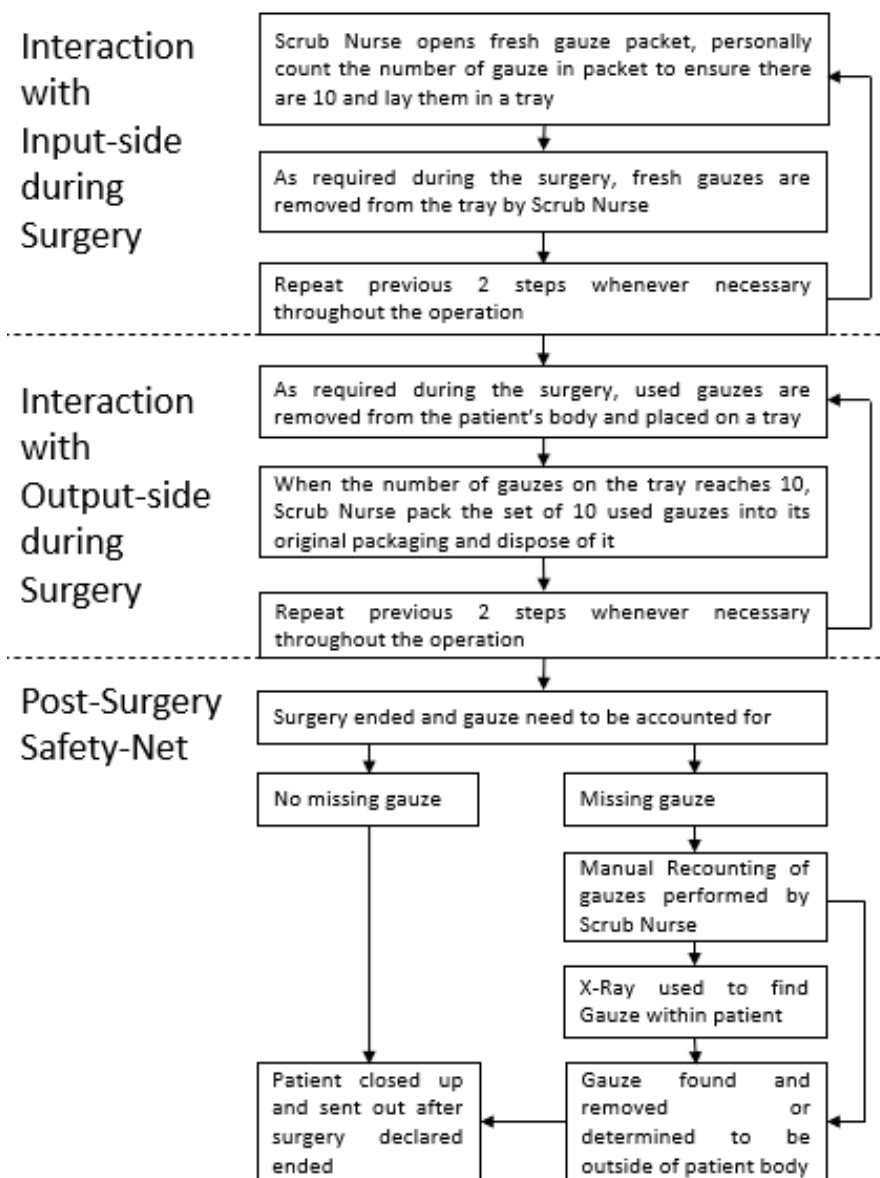 Interaction
with
Input-side
during
Surgery
Scrub Nurse opens fresh gauze packet, personally
count the number of gauze in packet to ensure there
are 10 and lay them in a tray
As required during the surgery, fresh gauzes are
removed from the tray by Scrub Nurse
Repeat previous 2 steps whenever necessary
throughout the operation
Interaction
with
Output-side
during
Surgery
As required during the surgery, used gauzes are
removed from the patient's body and placed on a tray
When the number of gauzes on the tray reaches 10,
Scrub Nurse pack the set of 10 used gauzes into its
original packaging and dispose of it
Repeat previous 2 steps whenever necessary
throughout the operation
Post-Surgery
Safety-Net
Surgery ended and gauze need to be accounted for
No missing gauze
Missing gauze
Manual Recounting of
gauzes performed by
Scrub Nurse
X-Ray used to find
Gauze within patient
Patient closed up
and sent out after
surgery declared
ended
Gauze found and
removed or
determined to be
outside of patient body